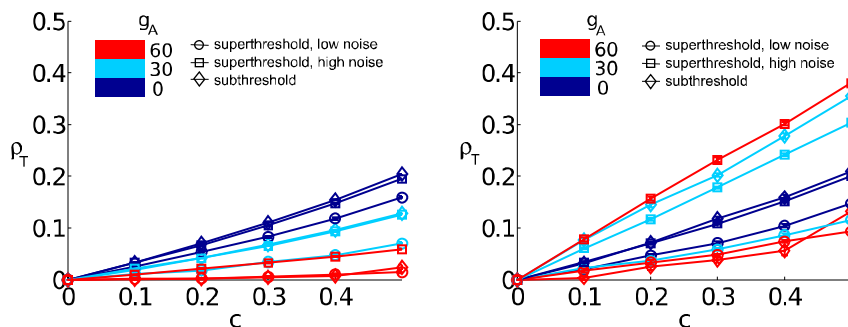 g_A
60
30
0
superthreshold, low noise
superthreshold, high noise
subthreshold
0.5
0.4
0.3
0.2
0.1
0
ρ_T
0 0.1 0.2 0.3 0.4
c
g_A
60
30
0
superthreshold, low noise
superthreshold, high noise
subthreshold
0.5
0.4
0.3
0.2
0.1
0
ρ_T
0 0.1 0.2 0.3 0.4
c